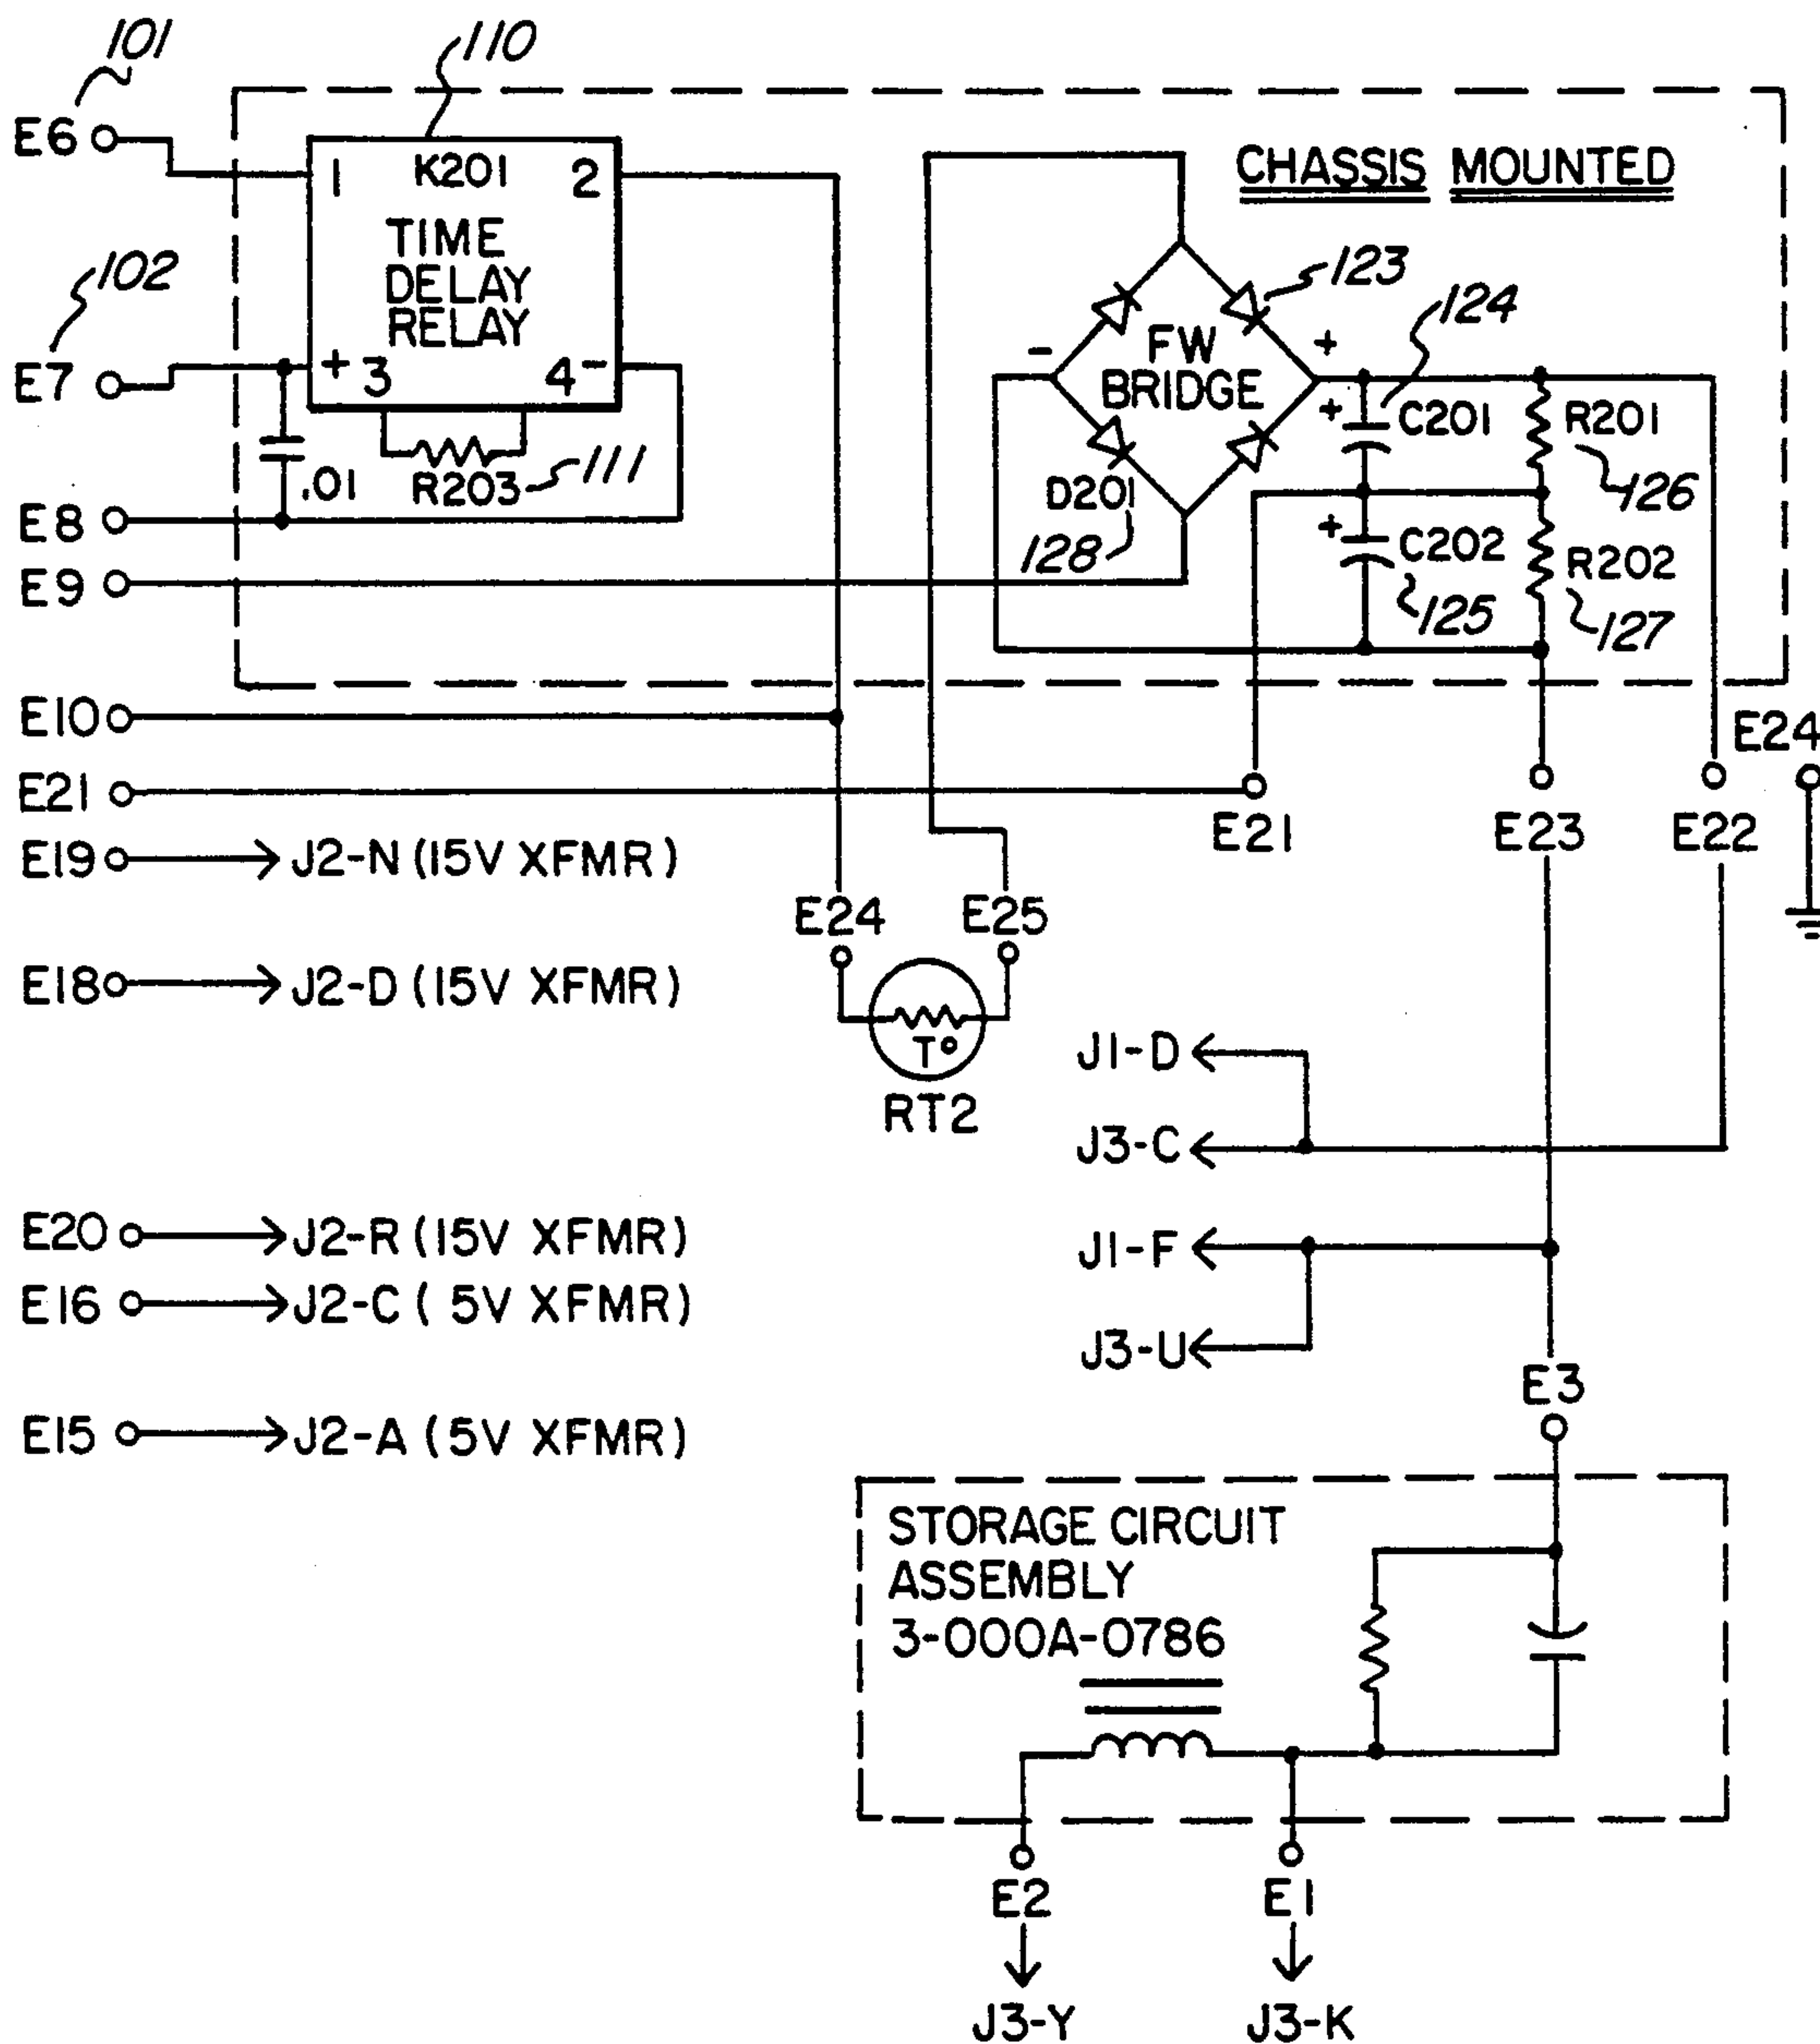 101
110
E6
1 K201 2
CHASSIS MOUNTED
TIME
DELAY
RELAY
102
E7
+ 3 4 -
.01
R203
111
123
124
FW
BRIDGE
-
+
+ C201
R201
126
D201
128
+ C202
125
R202
127
E8
E9
E10
E24
E21
E21
E23
E22
E19 J2-N (15V XFMR)
E24
E25
E18 J2-D (15V XFMR)
T°
RT2
J1-D
J3-C
E20 J2-R (15V XFMR)
J1-F
E16 J2-C ( 5V XFMR)
J3-U
E3
E15 J2-A (5V XFMR)
STORAGE CIRCUIT
ASSEMBLY
3-000A-0786
E2
E1
J3-Y
J3-K